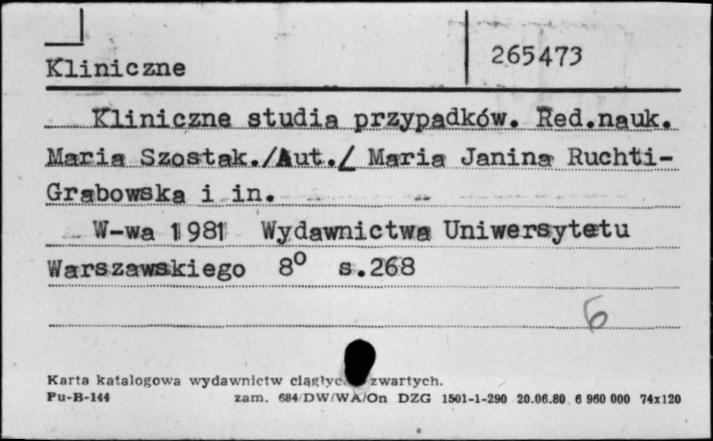 Kliniczne
265473
Kliniczne studia przypadków. Red.nauk.
Maria Szostak./Aut./ Maria Janina Ruchti-
Grabowska i in.
W-wa 1981 Wydawnictwa Uniwersytetu
Warszawskiego 8° s.268
6
Karta katalogowa wydawnictw ciągłyc zwartych.
Pu-B-144 zam. 684/DW/WA/On DZG 1501-1-290 20.06.80 6 960 000 74x120